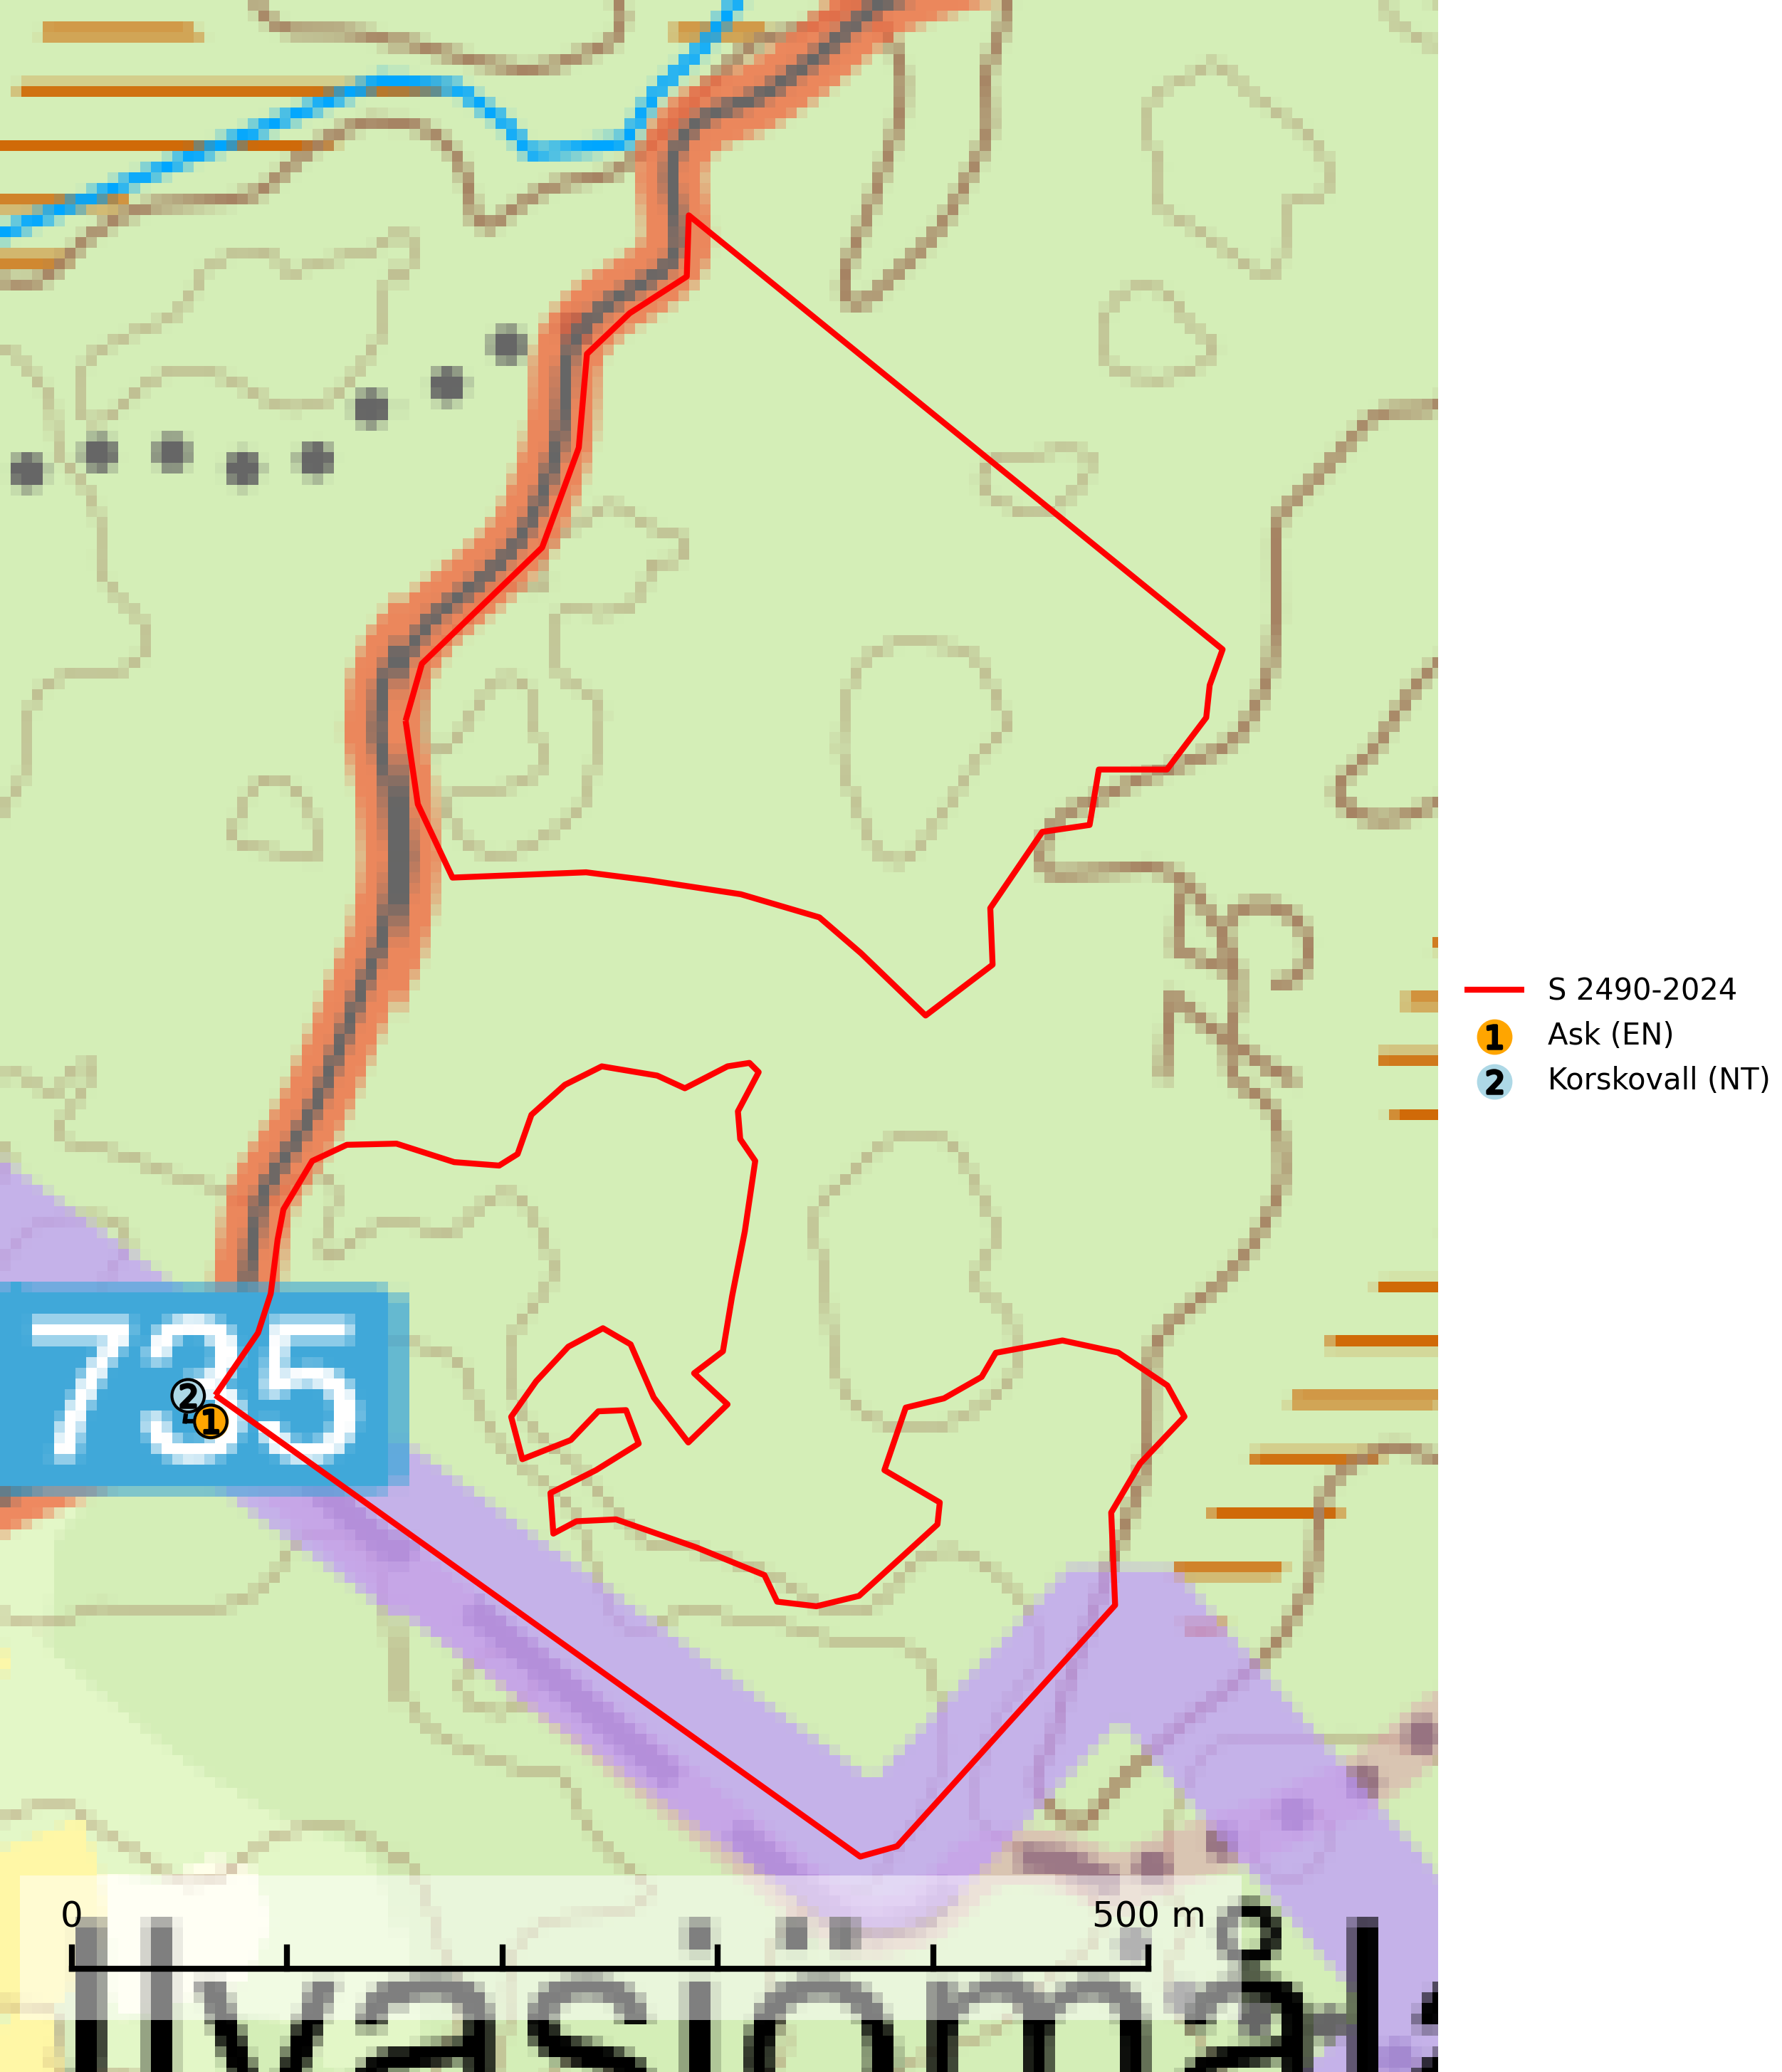 S 2490-2024
1 Ask (EN)
2 Korskovall (NT)
735
2
1
0 500 m